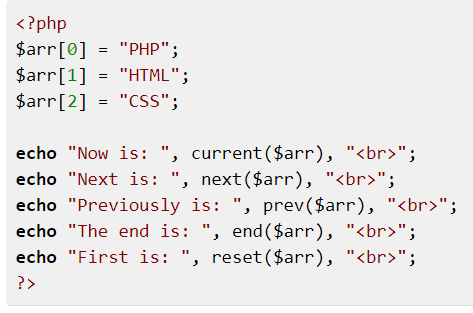 <?php
$arr[0] = "PHP";
$arr[1] = "HTML";
$arr[2] = "CSS";
echo "Now is: ", current($arr), "<br>";
echo "Next is: ", next($arr), "<br>";
echo "Previously is: ", prev($arr), "<br>";
echo "The end is: ", end($arr), "<br>";
echo "First is: ", reset($arr), "<br>";
?>